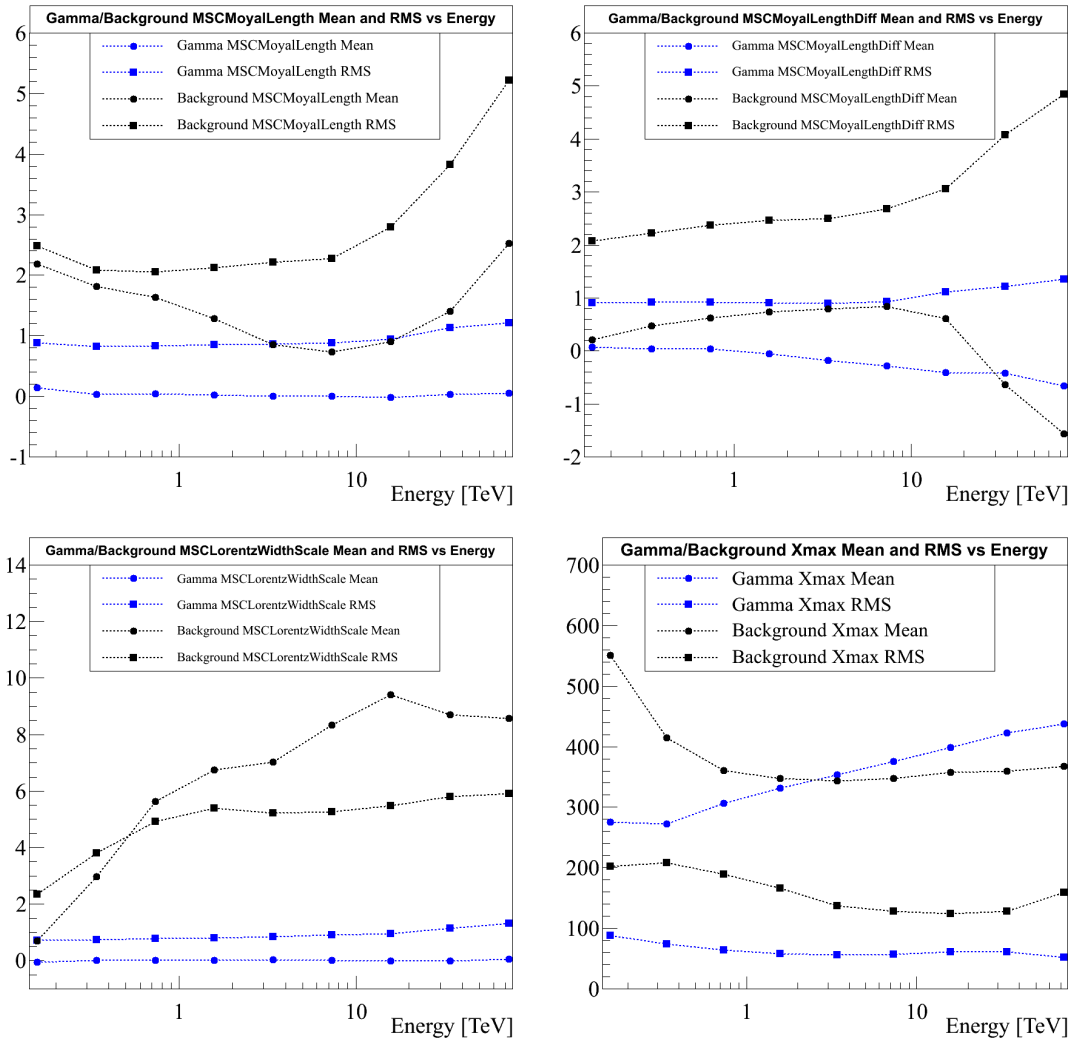 Gamma/Background MSCMoyalLength Mean and RMS vs Energy
Gamma MSCMoyalLength Mean
Gamma MSCMoyalLength RMS
Background MSCMoyalLength Mean
Background MSCMoyalLength RMS
6
5
4
3
2
1
0
-1
1
10
Energy [TeV]
Gamma/Background MSCMoyalLengthDiff Mean and RMS vs Energy
Gamma MSCMoyalLengthDiff Mean
Gamma MSCMoyalLengthDiff RMS
Background MSCMoyalLengthDiff Mean
Background MSCMoyalLengthDiff RMS
6
5
4
3
2
1
0
-1
-2
1
10
Energy [TeV]
Gamma/Background MSCLorentzWidthScale Mean and RMS vs Energy
Gamma MSCLorentzWidthScale Mean
Gamma MSCLorentzWidthScale RMS
Background MSCLorentzWidthScale Mean
Background MSCLorentzWidthScale RMS
14
12
10
8
6
4
2
0
1
10
Energy [TeV]
Gamma/Background Xmax Mean and RMS vs Energy
Gamma Xmax Mean
Gamma Xmax RMS
Background Xmax Mean
Background Xmax RMS
700
600
500
400
300
200
100
0
1
10
Energy [TeV]